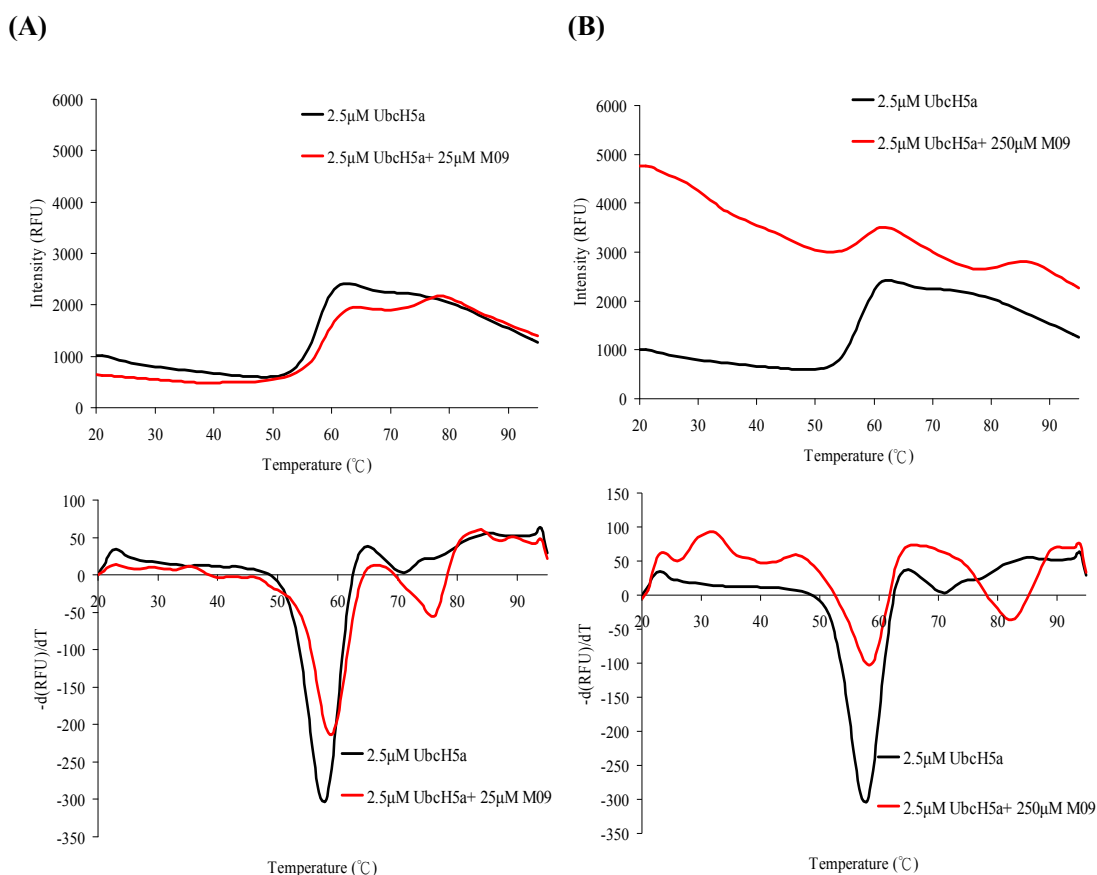 (A)
(B)
6000
5000
4000
3000
2000
1000
0
Intensity (RFU)
2.5μM UbcH5a
2.5μM UbcH5a+ 25μM M09
20 30 40 50 60 70 80 90
Temperature (℃)
6000
5000
4000
3000
2000
1000
0
Intensity (RFU)
2.5μM UbcH5a
2.5μM UbcH5a+ 250μM M09
20 30 40 50 60 70 80 90
Temperature (℃)
100
50
0
-50
-100
-150
-200
-250
-300
-350
-d(RFU)/dT
20 30 40 50 60 70 80 90
2.5μM UbcH5a
2.5μM UbcH5a+ 25μM M09
Temperature (℃)
150
100
50
0
-50
-100
-150
-200
-250
-300
-350
-d(RFU)/dT
20 30 40 50 60 70 80 90
2.5μM UbcH5a
2.5μM UbcH5a+ 250μM M09
Temperature (℃)